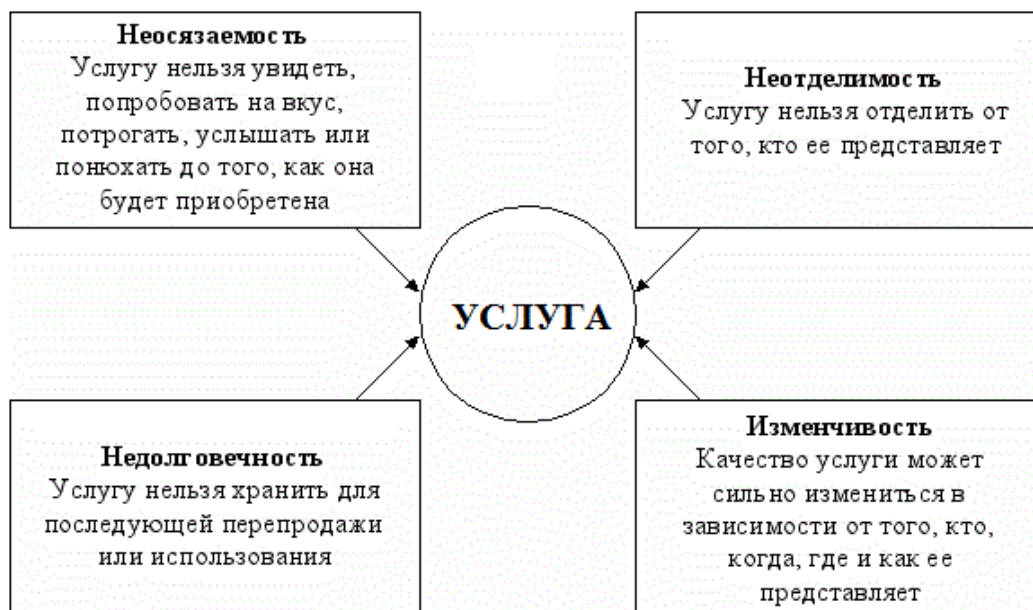 Неосязаемость
Услугу нельзя увидеть,
попробовать на вкус,
потрогать, услышать или
понюхать до того, как она
будет приобретена
Неотделимость
Услугу нельзя отделить от
того, кто ее представляет
УСЛУГА
Недолговечность
Услугу нельзя хранить для
последующей перепродажи
или использования
Изменчивость
Качество услуги может
сильно измениться в
зависимости от того, кто,
когда, где и как ее
представляет